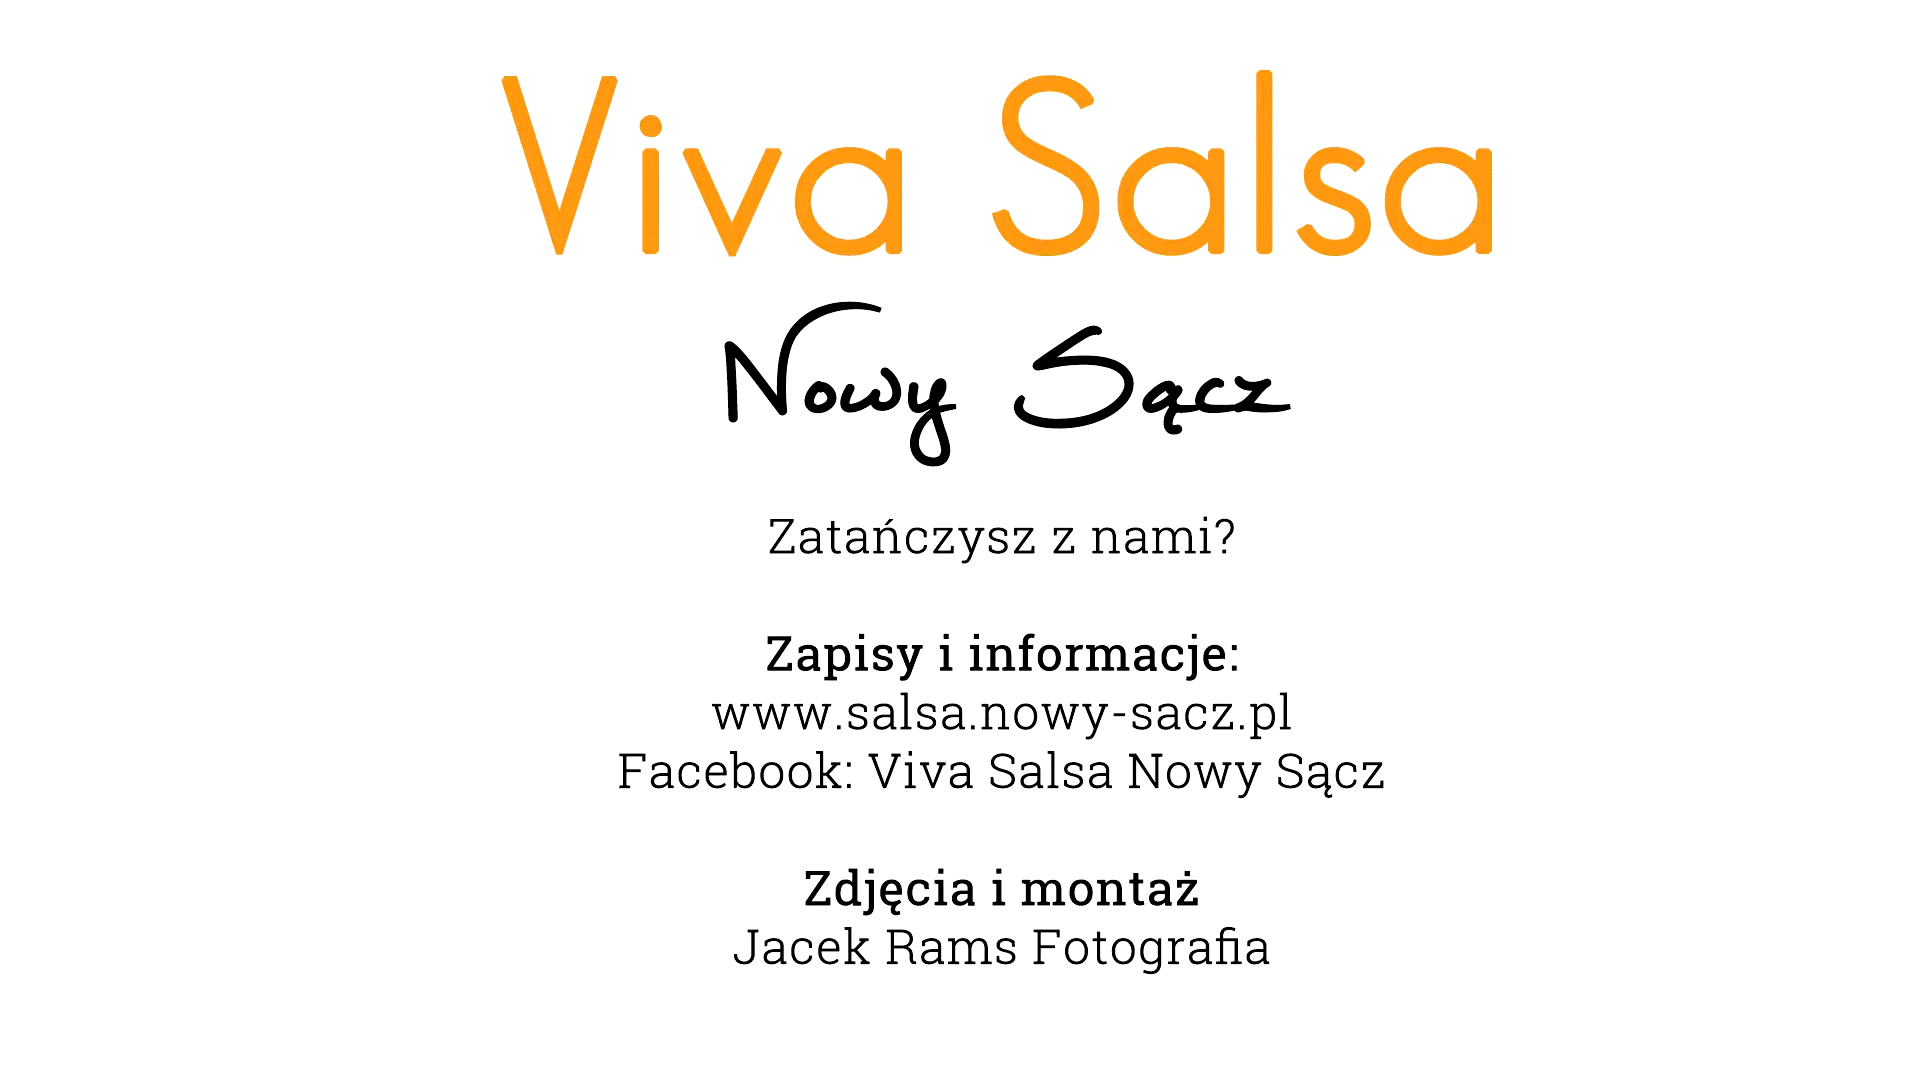 Viva Salsa
Nowy Sącz
Zatańczysz z nami?
Zapisy i informacje:
www.salsa.nowy-sacz.pl
Facebook: Viva Salsa Nowy Sącz
Zdjęcia i montaż
Jacek Rams Fotografia